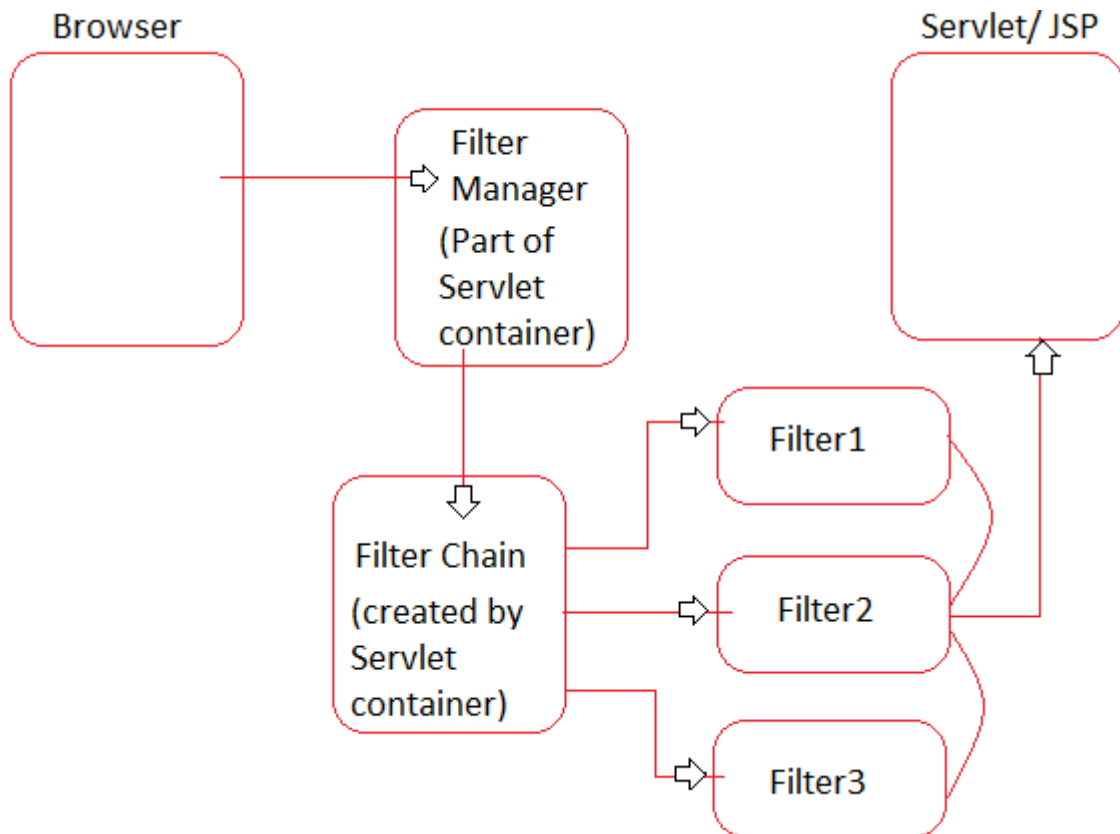 Browser
Servlet/ JSP
Filter
Manager
(Part of
Servlet
container)
Filter1
Filter Chain
(created by
Servlet
container)
Filter2
Filter3